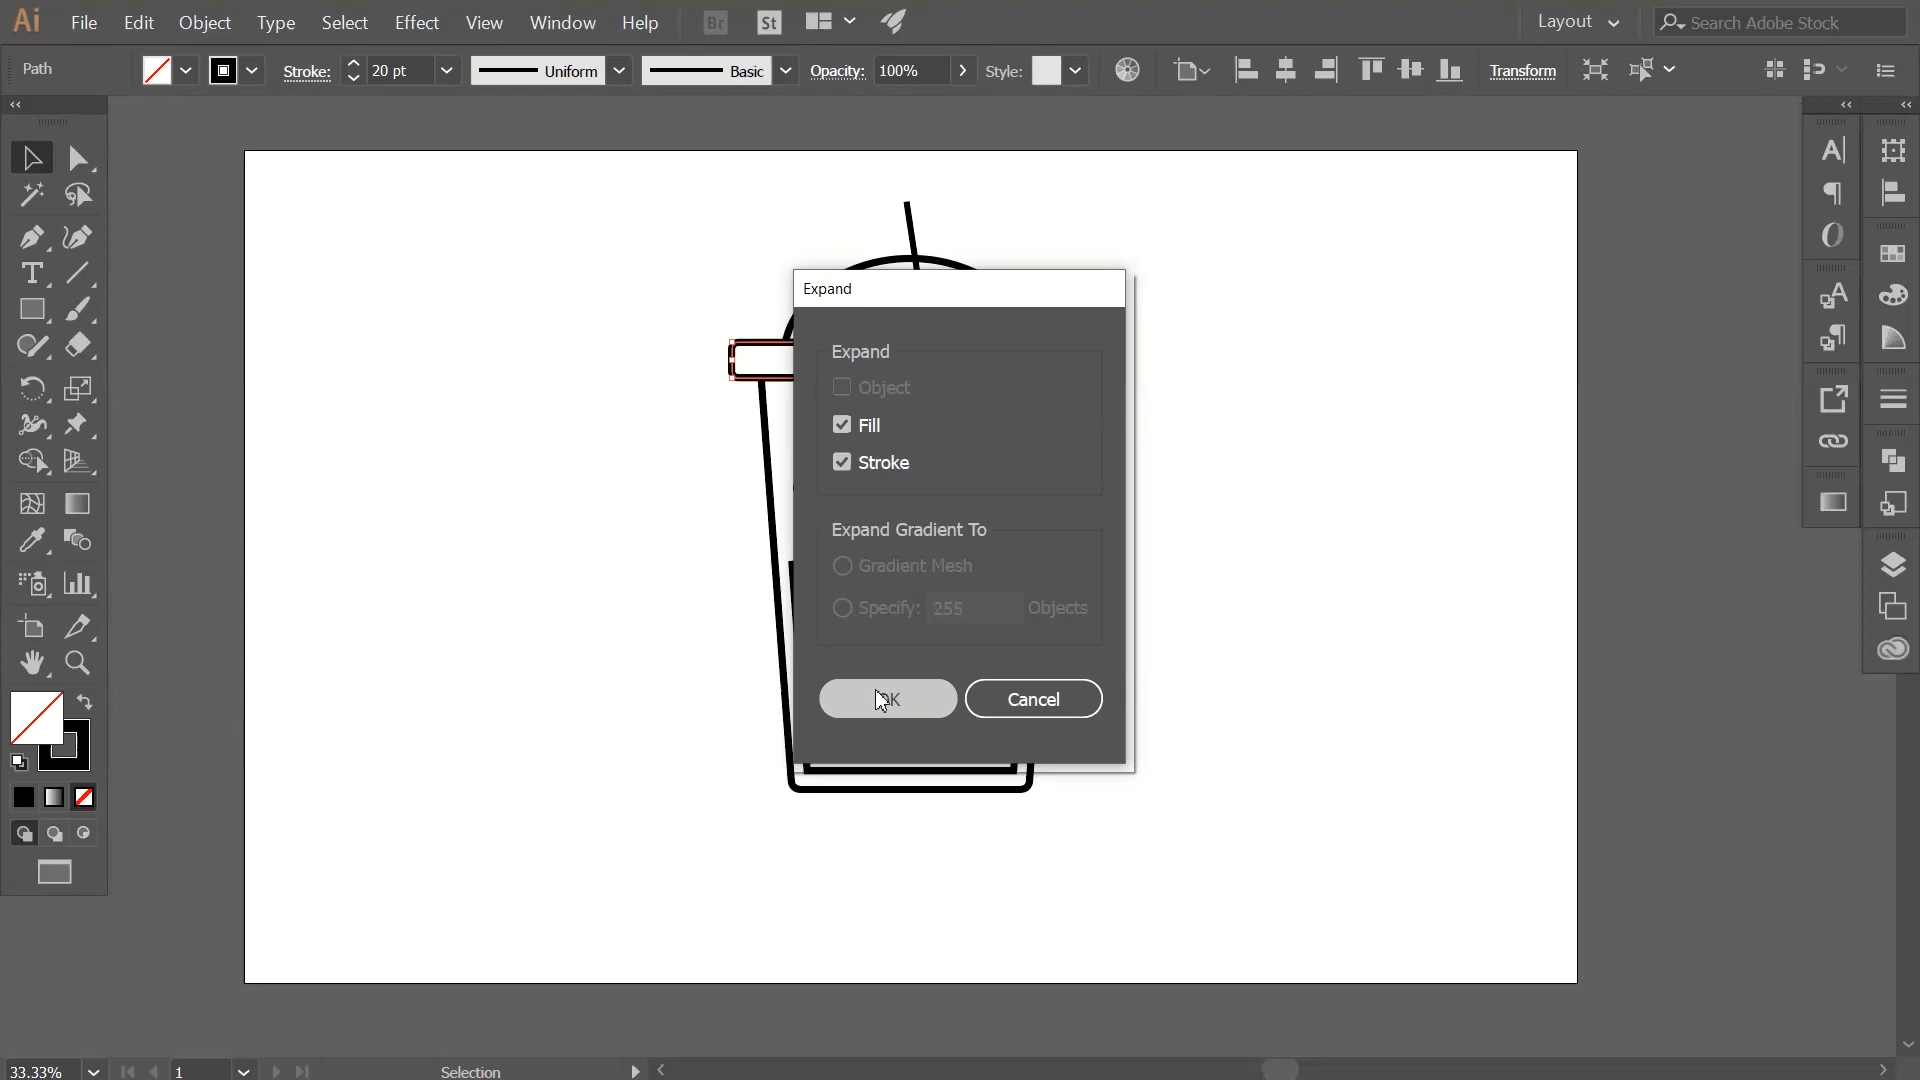 Ai File Edit Object Type Select Effect View Window Help Br St Layout Search Adobe Stock
Path Stroke: 20 pt Uniform Basic Opacity: 100% Style: Transform
Expand
Expand
Object
Fill
Stroke
Expand Gradient To
Gradient Mesh
Specify: 255 Objects
OK Cancel
33.33% 1 Selection